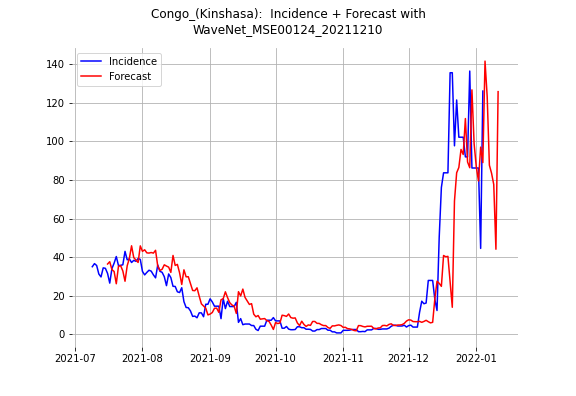 Congo_(Kinshasa):  Incidence + Forecast with
WaveNet_MSE00124_20211210
Incidence
Forecast
140
120
100
80
60
40
20
0
2021-07 2021-08 2021-09 2021-10 2021-11 2021-12 2022-01